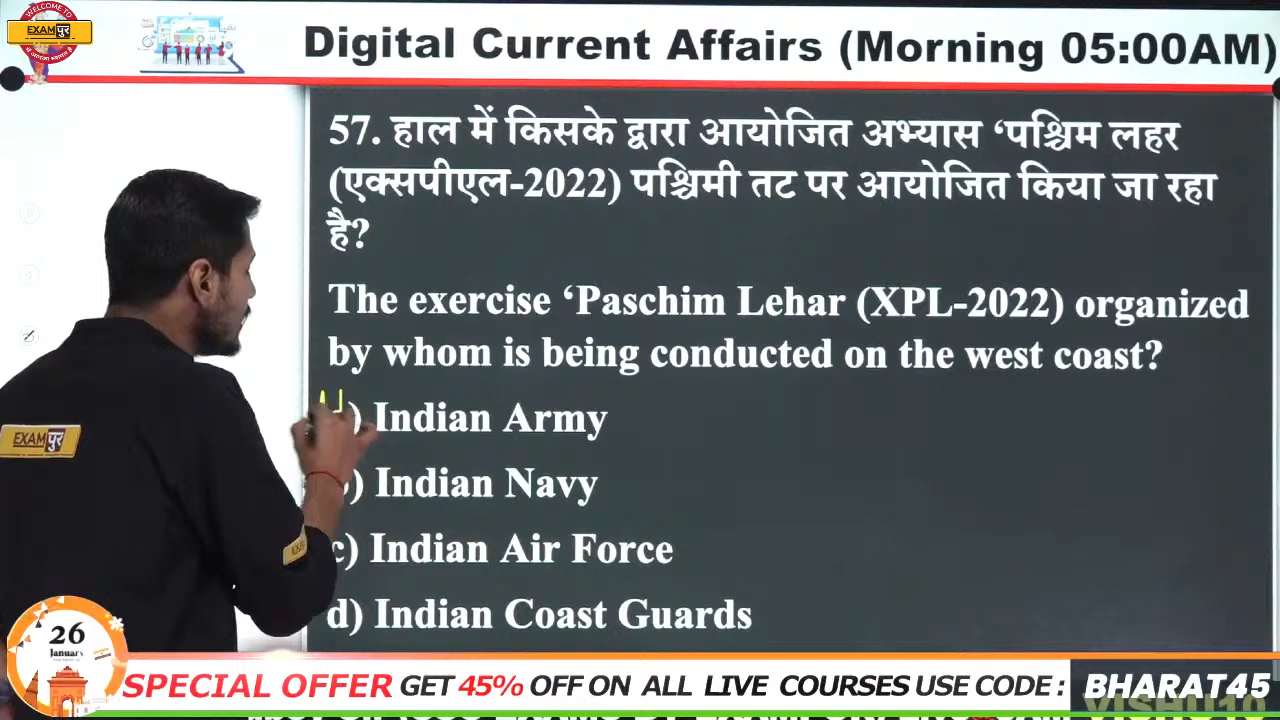 WELCOME TO
EXAMपुर
Digital Current Affairs (Morning 05:00AM)
57. हाल में किसके द्वारा आयोजित अभ्यास ‘पश्चिम लहर
(एक्सपीएल-2022) पश्चिमी तट पर आयोजित किया जा रहा
है?
The exercise ‘Paschim Lehar (XPL-2022) organized
by whom is being conducted on the west coast?
) Indian Army
) Indian Navy
c) Indian Air Force
d) Indian Coast Guards
EXAMपुर
26
January
SPECIAL OFFER GET 45% OFF ON ALL LIVE COURSES USE CODE : BHARAT45
VISHU10